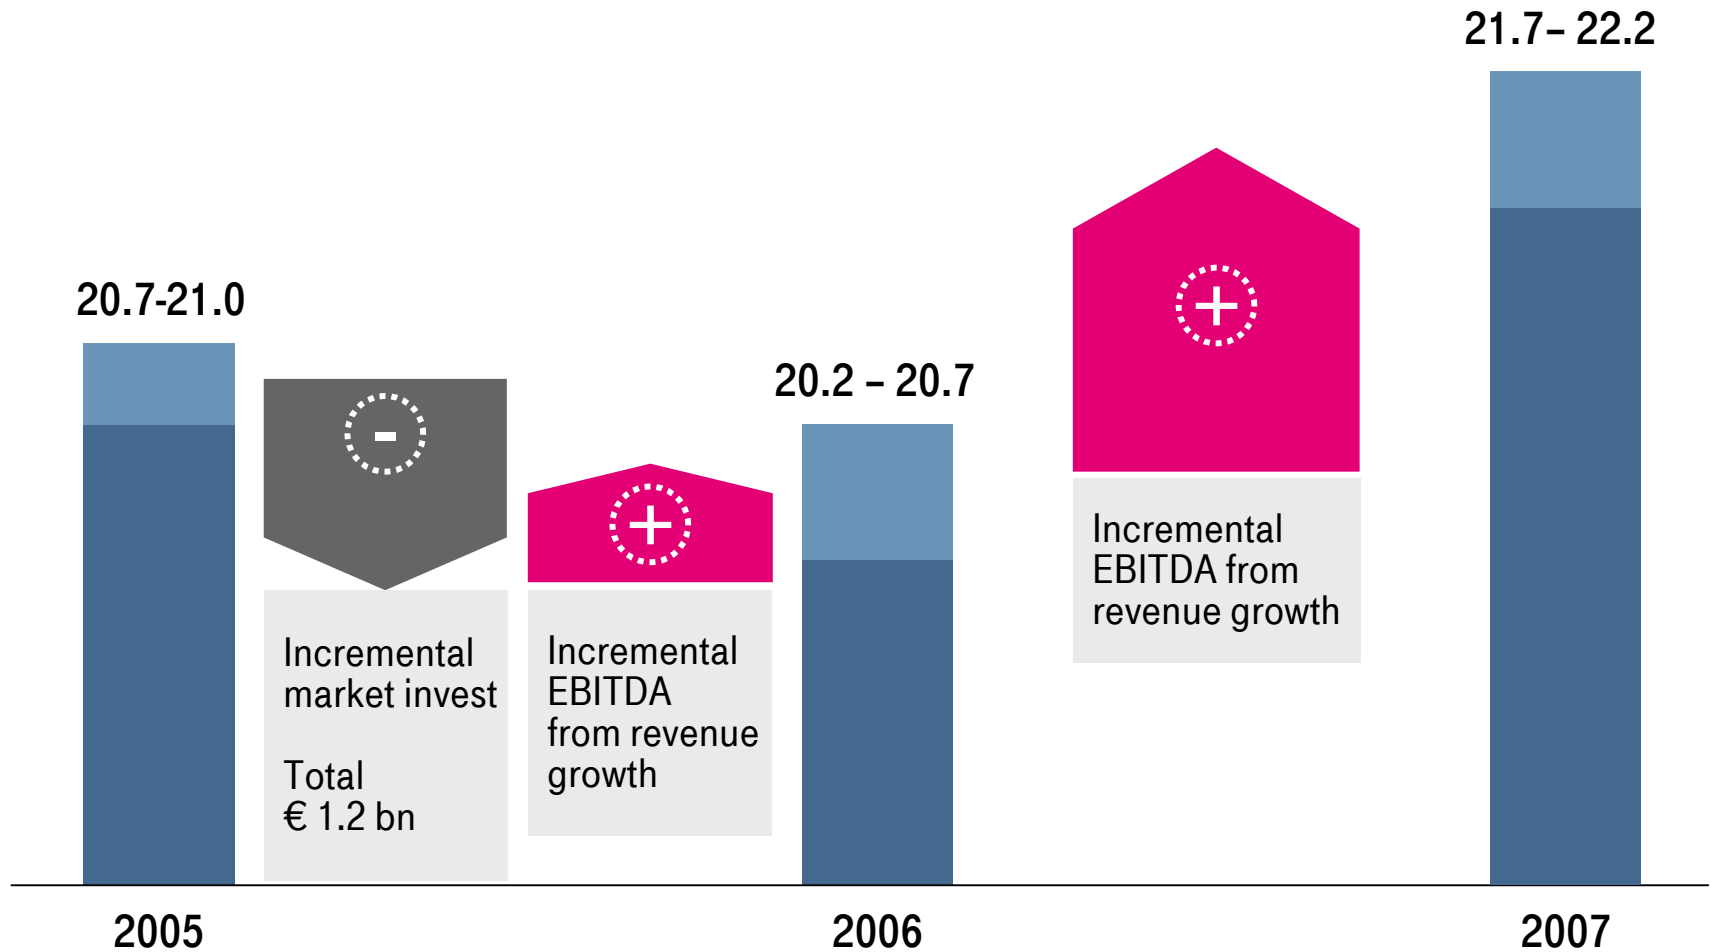 21.7– 22.2
20.7-21.0
20.2 – 20.7
-
+
+
Incremental
market invest
Total
€ 1.2 bn
Incremental
EBITDA
from revenue
growth
Incremental
EBITDA from
revenue growth
2005
2006
2007